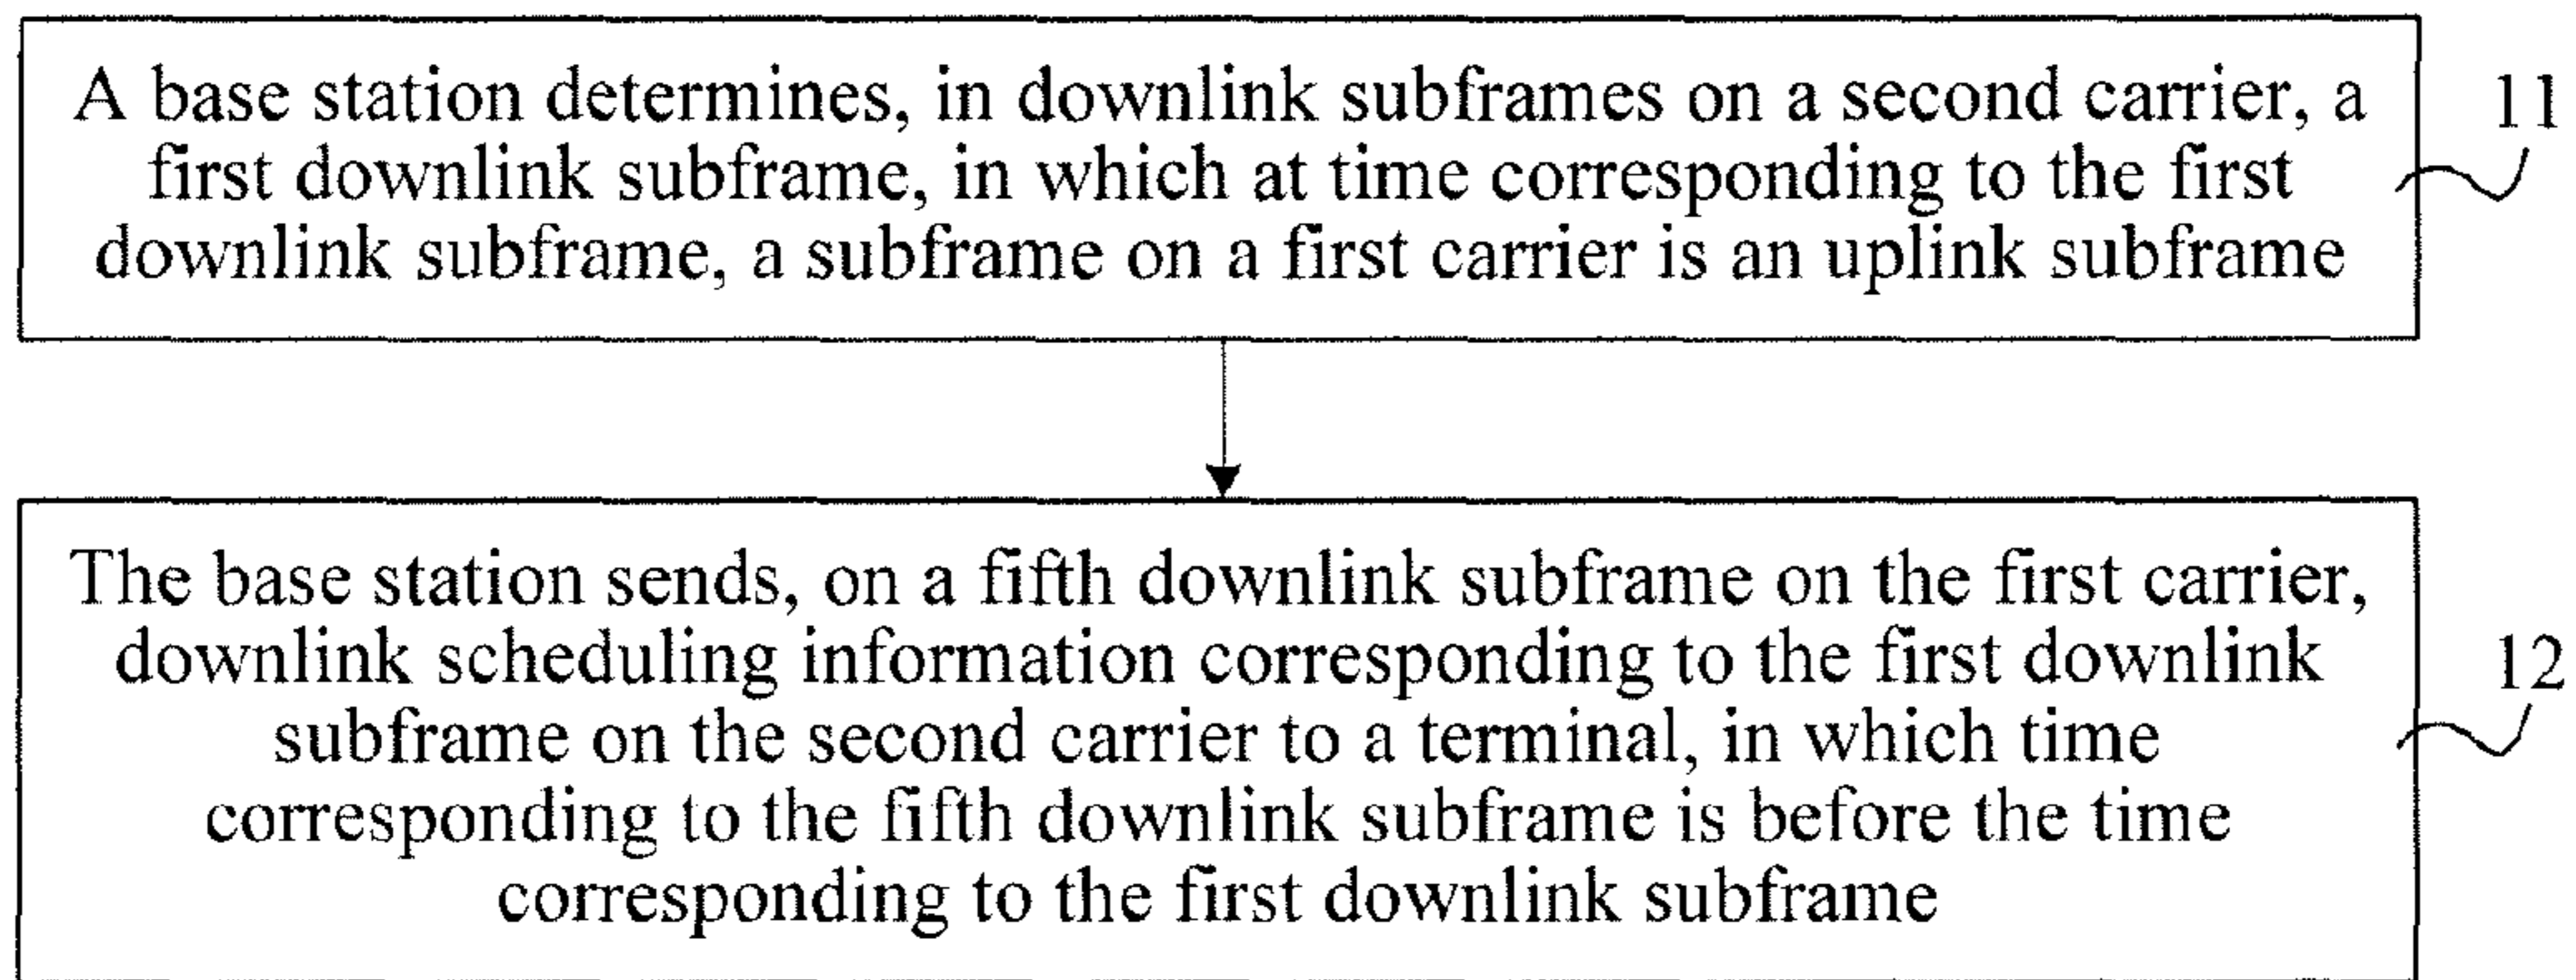 A base station determines, in downlink subframes on a second carrier, a
first downlink subframe, in which at time corresponding to the first
downlink subframe, a subframe on a first carrier is an uplink subframe
11
The base station sends, on a fifth downlink subframe on the first carrier,
downlink scheduling information corresponding to the first downlink
subframe on the second carrier to a terminal, in which time
corresponding to the fifth downlink subframe is before the time
corresponding to the first downlink subframe
12